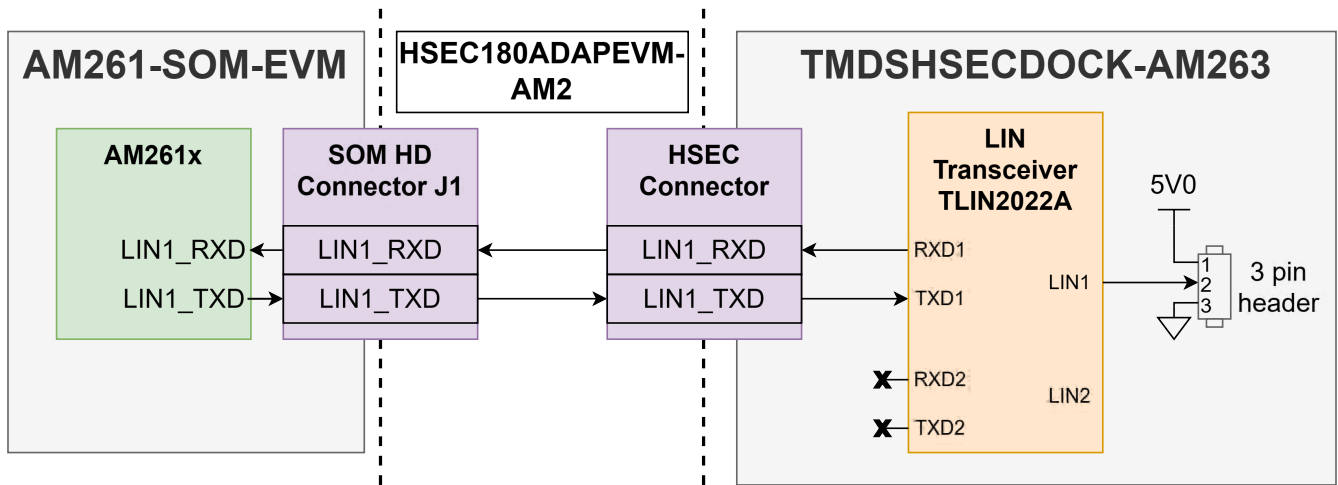 AM261-SOM-EVM
HSEC180ADAPEVM-
AM2
TMDSHSECDOCK-AM263
AM261x
LIN1_RXD
LIN1_TXD
SOM HD
Connector J1
LIN1_RXD
LIN1_TXD
HSEC
Connector
LIN1_RXD
LIN1_TXD
LIN
Transceiver
TLIN2022A
RXD1
TXD1
RXD2
TXD2
LIN1
LIN2
5V0
1
2
3
3 pin
header